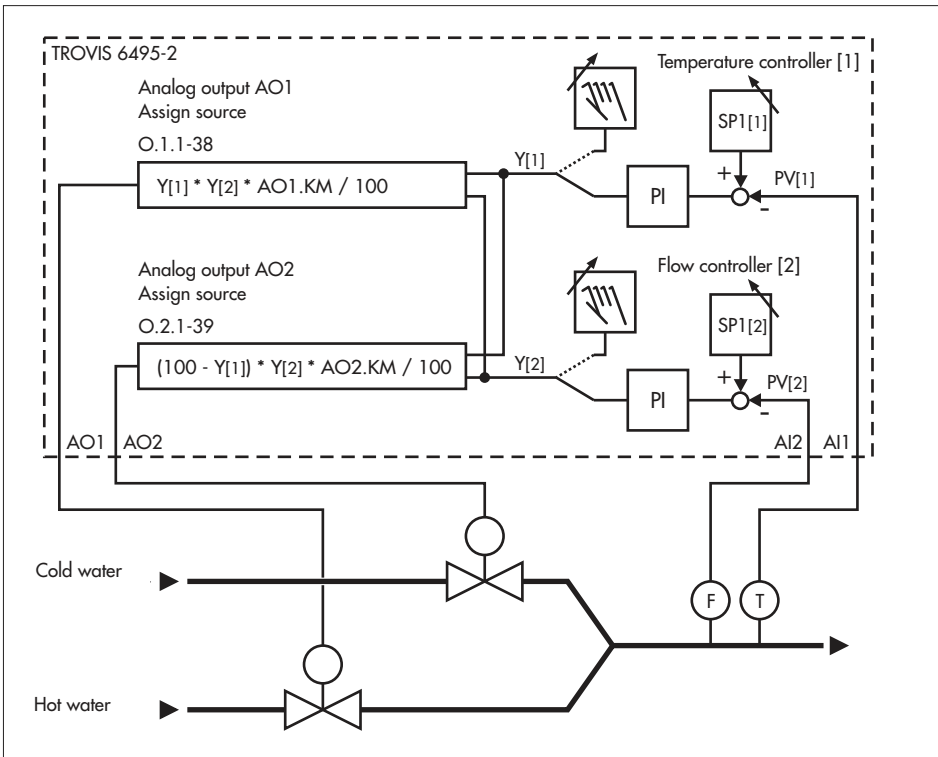 TROVIS 6495-2
Analog output AO1
Assign source
O.1.1-38
Y[1] * Y[2] * AO1.KM / 100
Y[1]
Temperature controller [1]
SP1[1]
+
PV[1]
PI
-
Analog output AO2
Assign source
O.2.1-39
(100 - Y[1]) * Y[2] * AO2.KM / 100
Y[2]
Flow controller [2]
SP1[2]
+
PV[2]
PI
-
AO1 AO2
AI2 AI1
Cold water
F T
Hot water